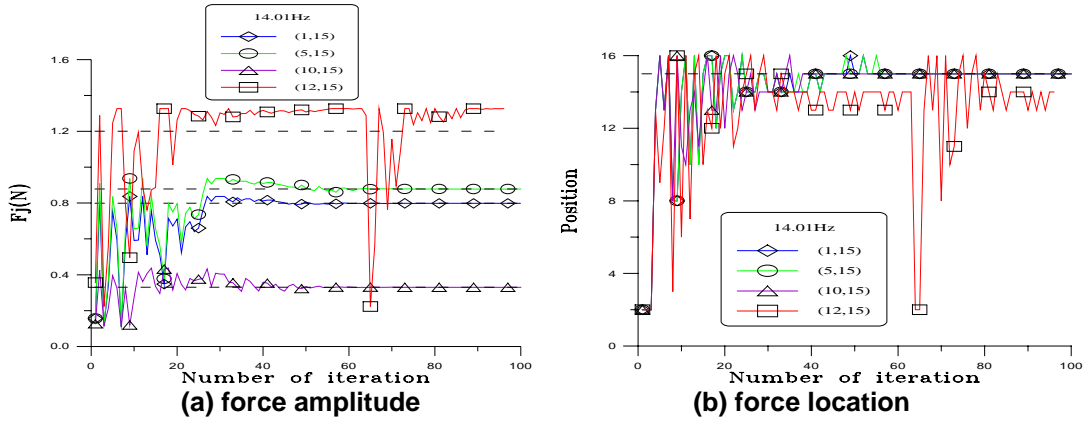 14.01Hz
(1,15)
(5,15)
(10,15)
(12,15)
1.6
1.2
0.8
0.4
0.0
Fj(N)
0 20 40 60 80 100
Number of iteration
(a) force amplitude
16
12
8
4
0
Position
14.01Hz
(1,15)
(5,15)
(10,15)
(12,15)
0 20 40 60 80 100
Number of iteration
(b) force location